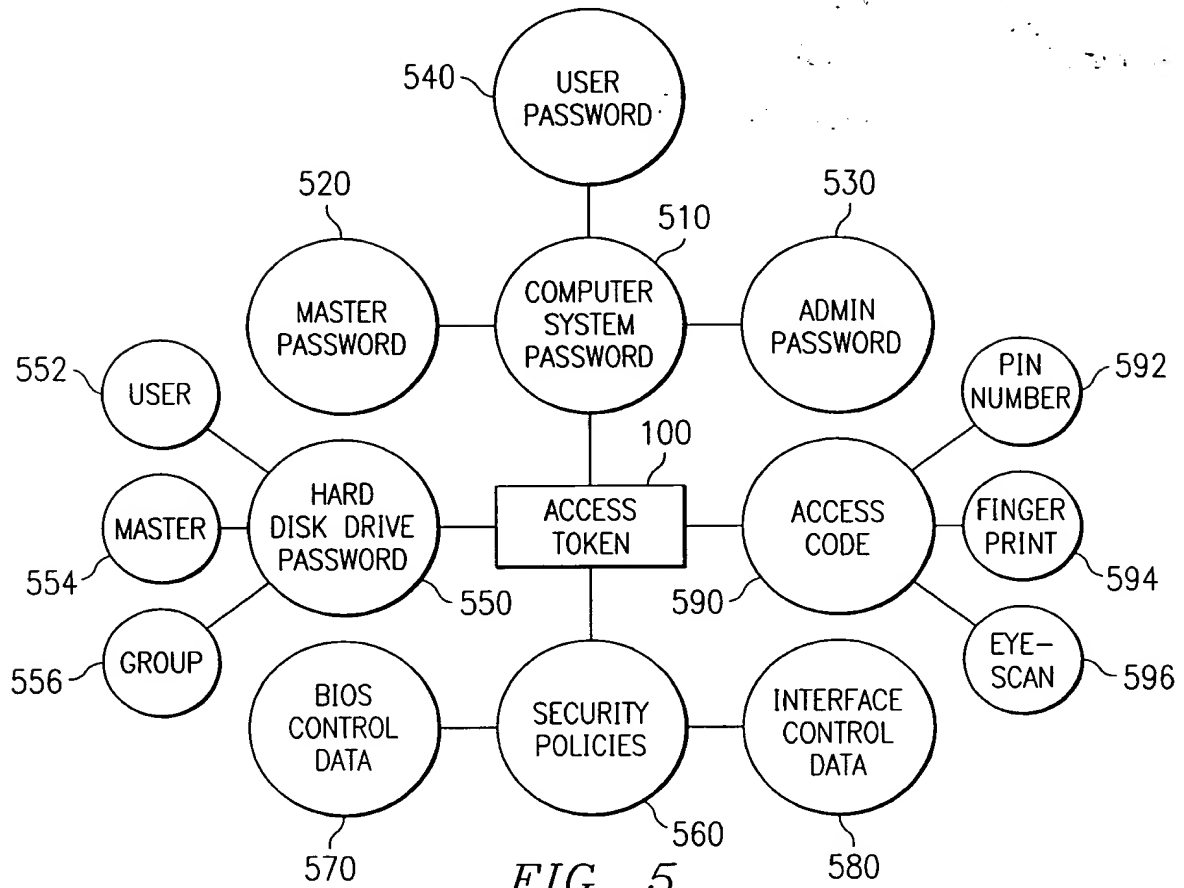 540
USER
PASSWORD
520
530
510
MASTER
PASSWORD
COMPUTER
SYSTEM
PASSWORD
ADMIN
PASSWORD
552
USER
PIN
NUMBER
592
100
HARD
DISK DRIVE
PASSWORD
ACCESS
TOKEN
ACCESS
CODE
MASTER
FINGER
PRINT
554
550
590
594
556
GROUP
EYE-
SCAN
596
BIOS
CONTROL
DATA
SECURITY
POLICIES
INTERFACE
CONTROL
DATA
570
560
580
FIG. 5